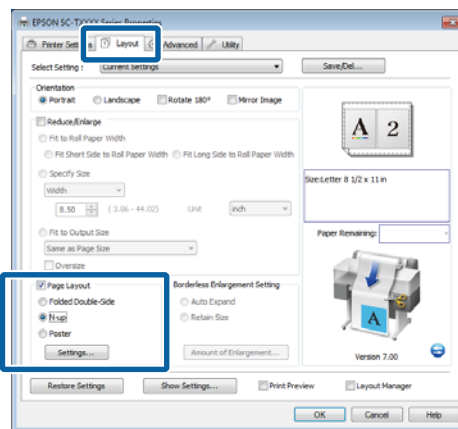 EPSON SC-TXXXX Series Properties
Printer Settings Layout Advanced Utility
Select Setting : Current Settings Save/Del...
Orientation
Portrait Landscape Rotate 180° Mirror Image
Reduce/Enlarge
Fit to Roll Paper Width
Fit Short Side to Roll Paper Width Fit Long Side to Roll Paper Width
Specify Size
Width
8.50 ( 3.86 - 44.02) Unit inch
Fit to Output Size
Same as Page Size
Oversize
A 2
Size:Letter 8 1/2 x 11 in
Paper Remaining:
Page Layout Borderless Enlargement Setting
Folded Double-Side Auto Expand
N-up Retain Size
Poster
Settings... Amount of Enlargement...
A
Version 7.00
Restore Settings Show Settings... Print Preview Layout Manager
OK Cancel Help